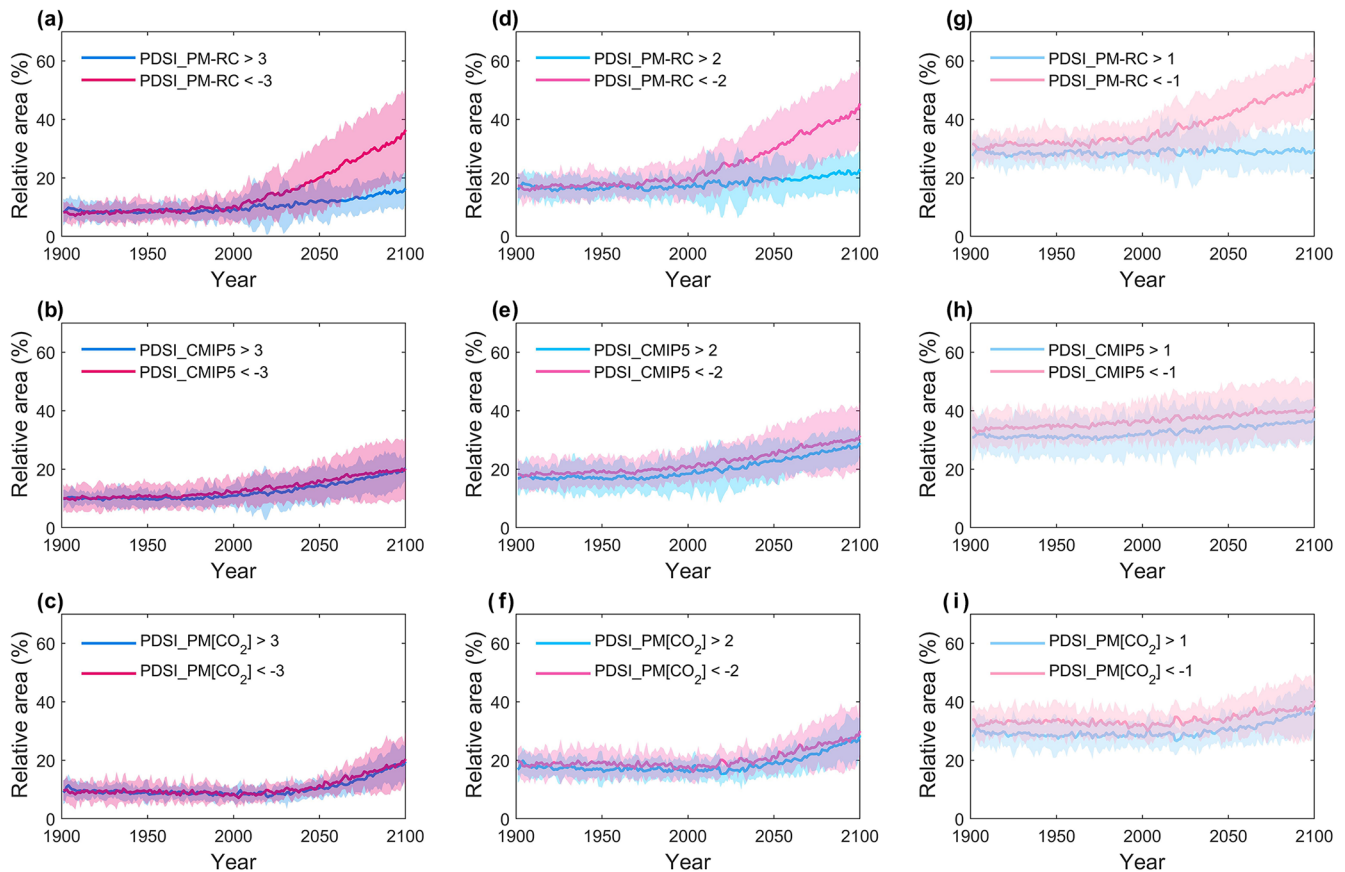 (a)
PDSI_PM-RC > 3
PDSI_PM-RC < -3
Relative area (%)
60
40
20
0
1900 1950 2000 2050 2100
Year
(d)
PDSI_PM-RC > 2
PDSI_PM-RC < -2
Relative area (%)
60
40
20
0
1900 1950 2000 2050 2100
Year
(g)
PDSI_PM-RC > 1
PDSI_PM-RC < -1
Relative area (%)
60
40
20
0
1900 1950 2000 2050 2100
Year
(b)
PDSI_CMIP5 > 3
PDSI_CMIP5 < -3
Relative area (%)
60
40
20
0
1900 1950 2000 2050 2100
Year
(e)
PDSI_CMIP5 > 2
PDSI_CMIP5 < -2
Relative area (%)
60
40
20
0
1900 1950 2000 2050 2100
Year
(h)
PDSI_CMIP5 > 1
PDSI_CMIP5 < -1
Relative area (%)
60
40
20
0
1900 1950 2000 2050 2100
Year
(c)
PDSI_PM[CO₂] > 3
PDSI_PM[CO₂] < -3
Relative area (%)
60
40
20
0
1900 1950 2000 2050 2100
Year
(f)
PDSI_PM[CO₂] > 2
PDSI_PM[CO₂] < -2
Relative area (%)
60
40
20
0
1900 1950 2000 2050 2100
Year
(i)
PDSI_PM[CO₂] > 1
PDSI_PM[CO₂] < -1
Relative area (%)
60
40
20
0
1900 1950 2000 2050 2100
Year